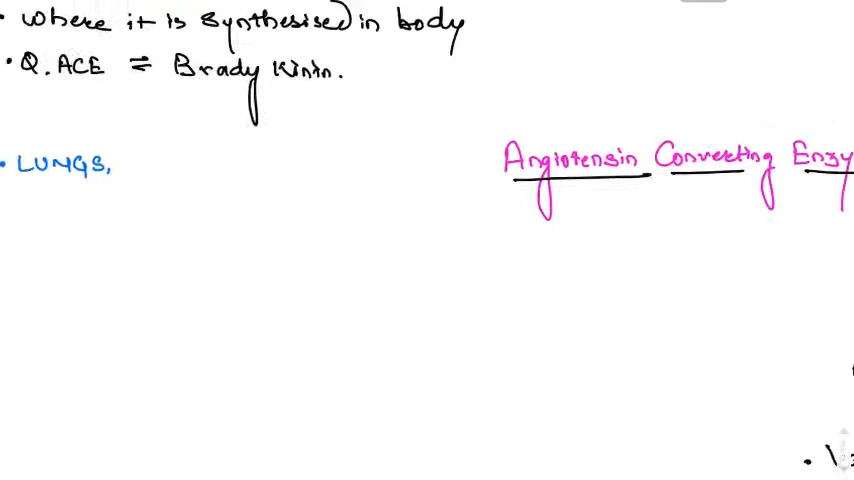 • Where it is synthesised in body
• Q. ACE ⇌ Brady Kinin.
• LUNGS,
Angiotensin Converting Enzy